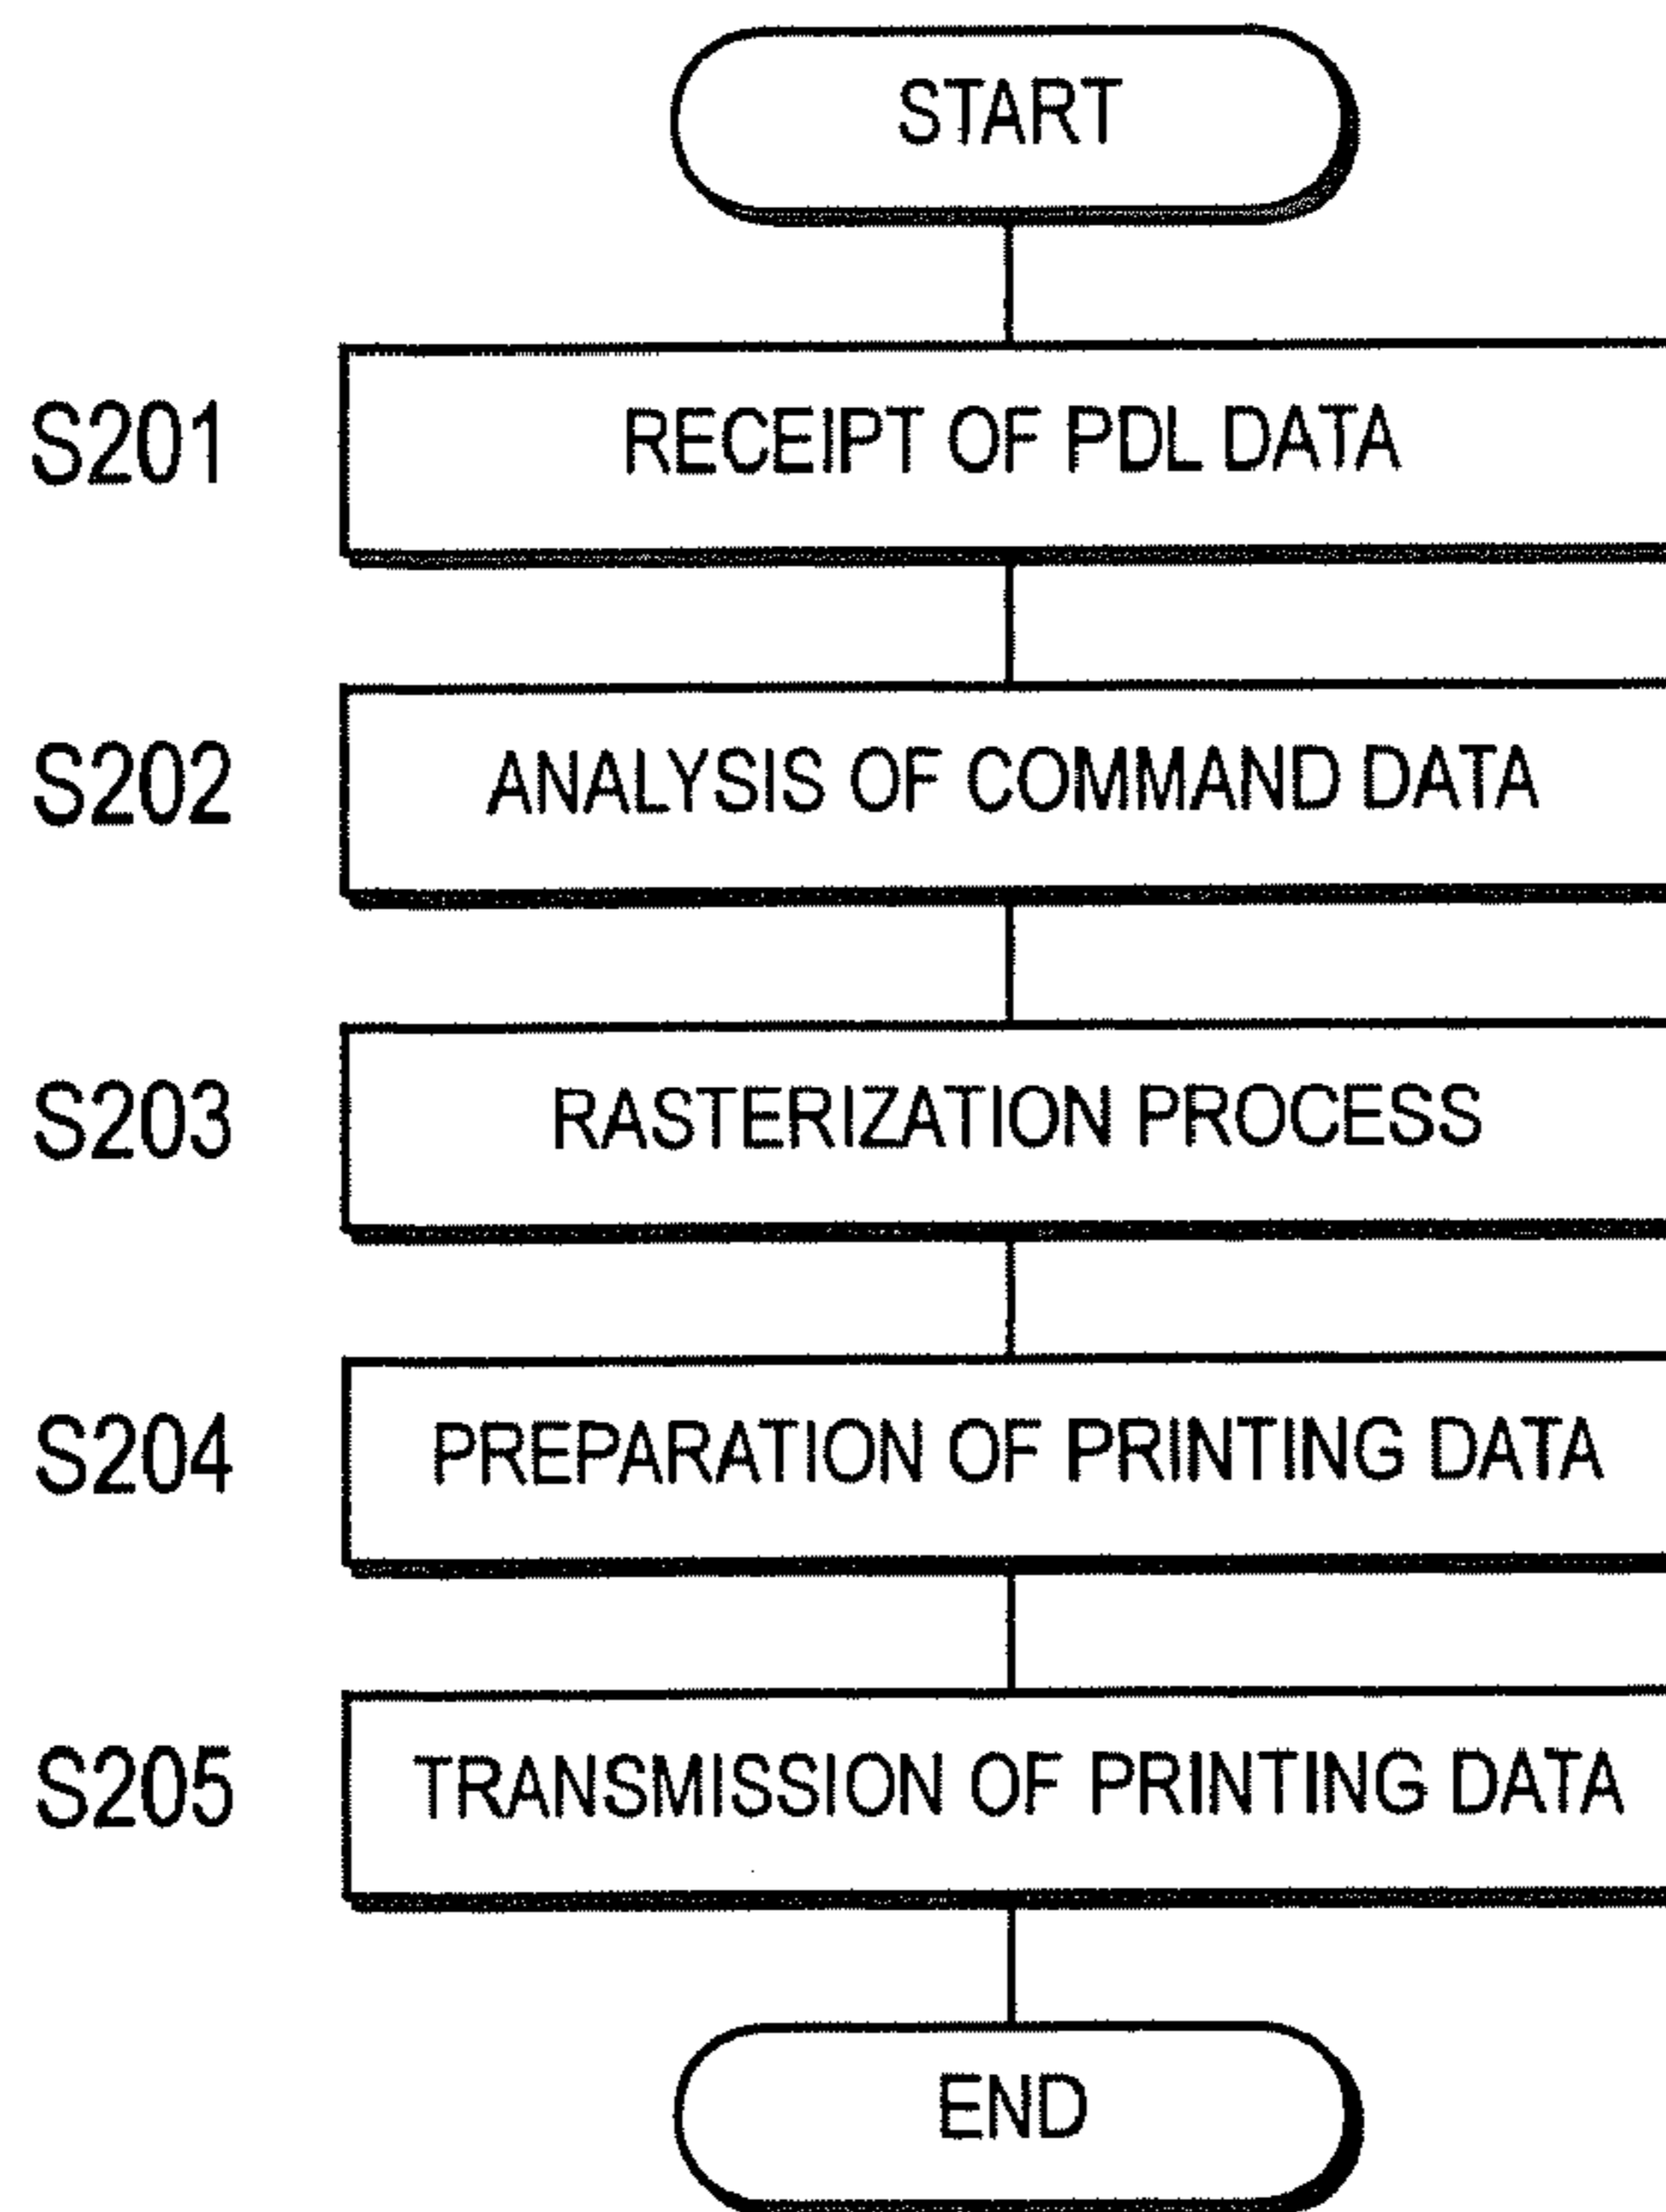 START
S201 RECEIPT OF PDL DATA
S202 ANALYSIS OF COMMAND DATA
S203 RASTERIZATION PROCESS
S204 PREPARATION OF PRINTING DATA
S205 TRANSMISSION OF PRINTING DATA
END